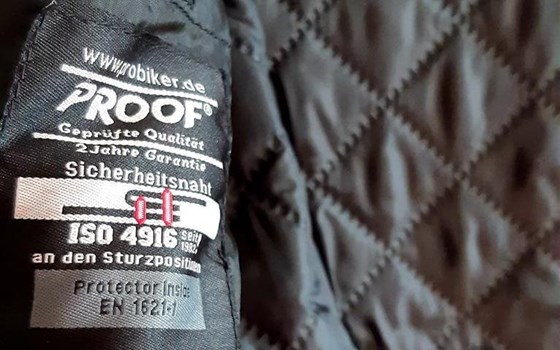 www.probiker.de
PROOF®
Geprüfte Qualität
2 Jahre Garantie
Sicherheitsnaht
ISO 4916 seit 1982
an den Sturzpositionen
Protector Inside
EN 1621-1